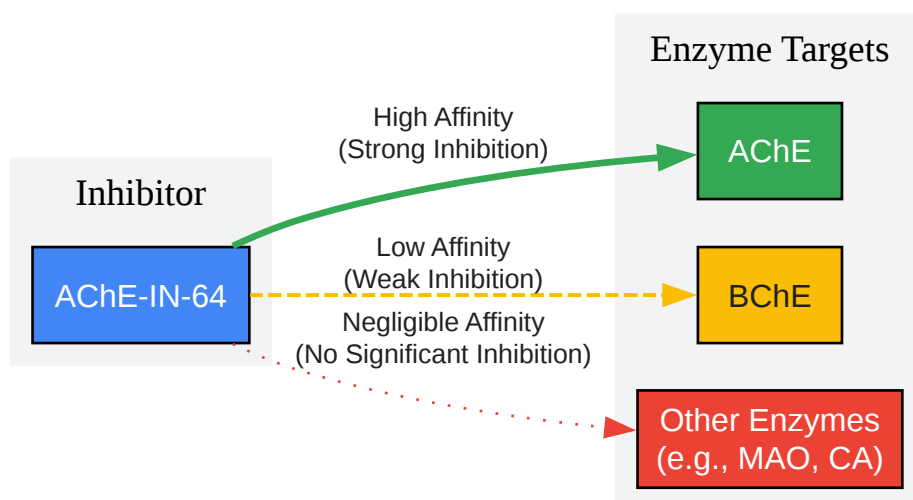 Enzyme Targets
High Affinity
(Strong Inhibition)
AChE
Inhibitor
AChE-IN-64
Low Affinity
(Weak Inhibition)
BChE
Negligible Affinity
(No Significant Inhibition)
Other Enzymes
(e.g., MAO, CA)